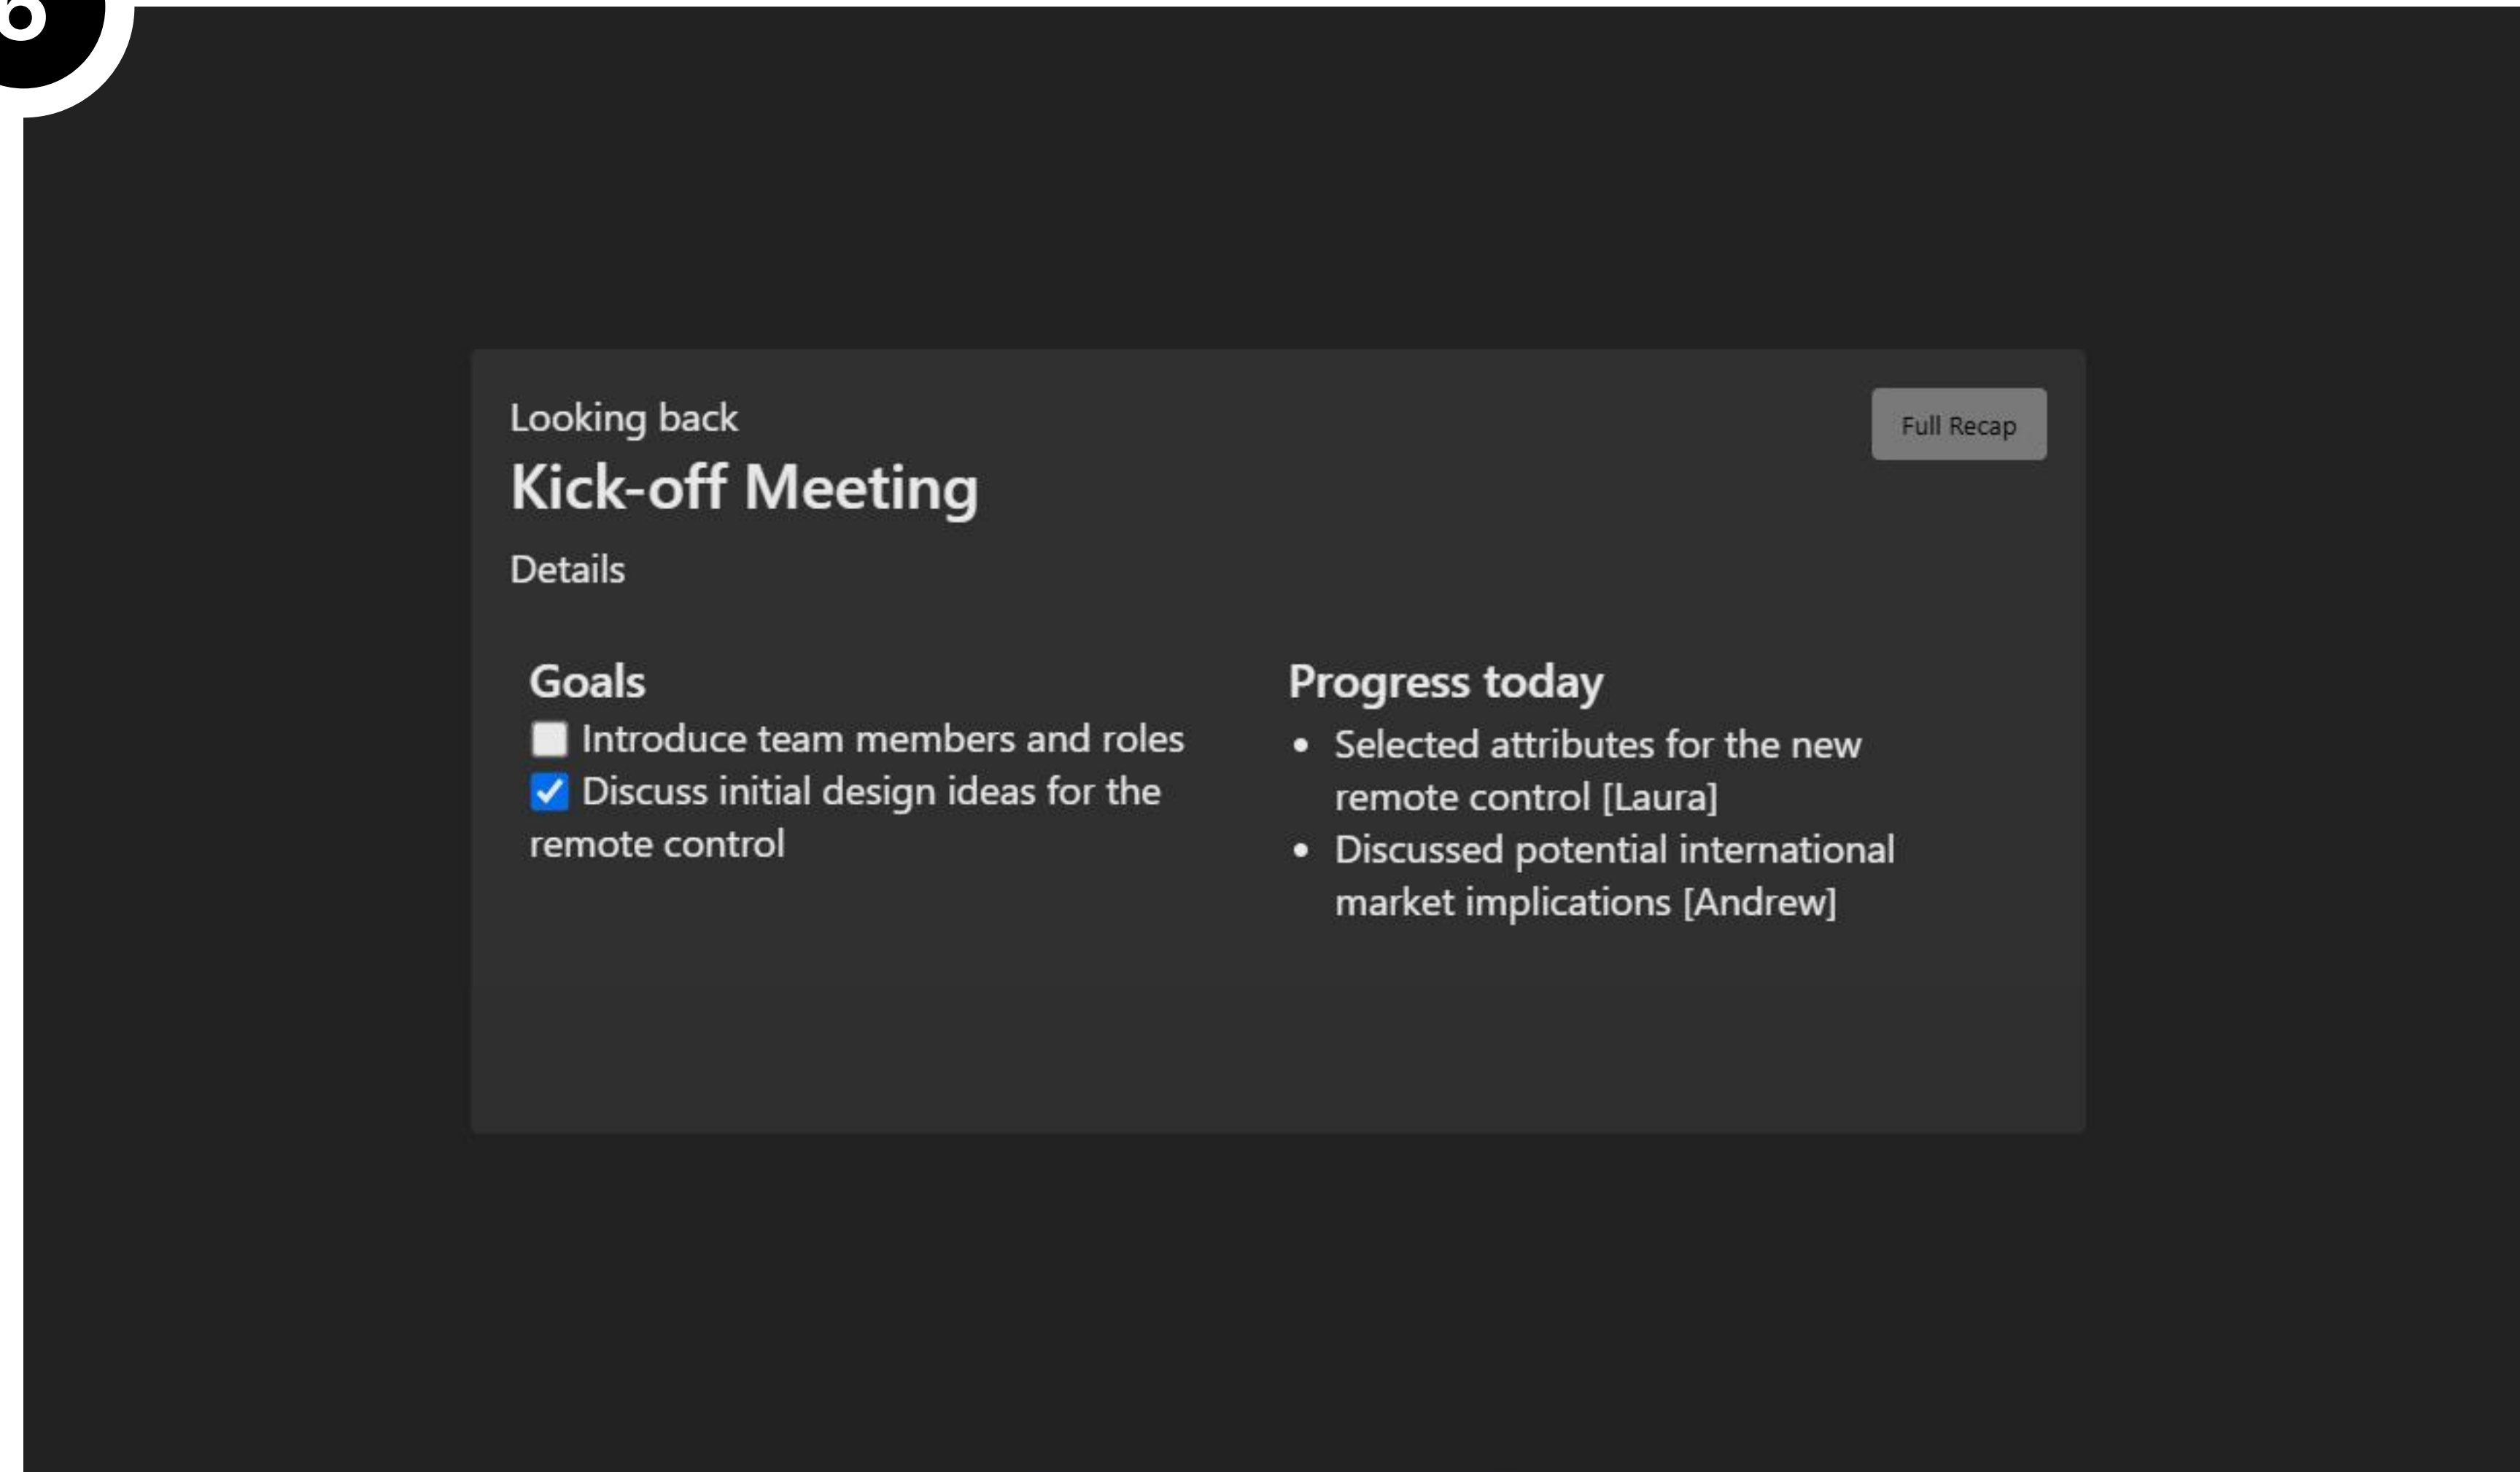 6
Looking back
Full Recap
Kick-off Meeting
Details
Goals
Introduce team members and roles
Discuss initial design ideas for the
remote control
Progress today
• Selected attributes for the new
remote control [Laura]
• Discussed potential international
market implications [Andrew]